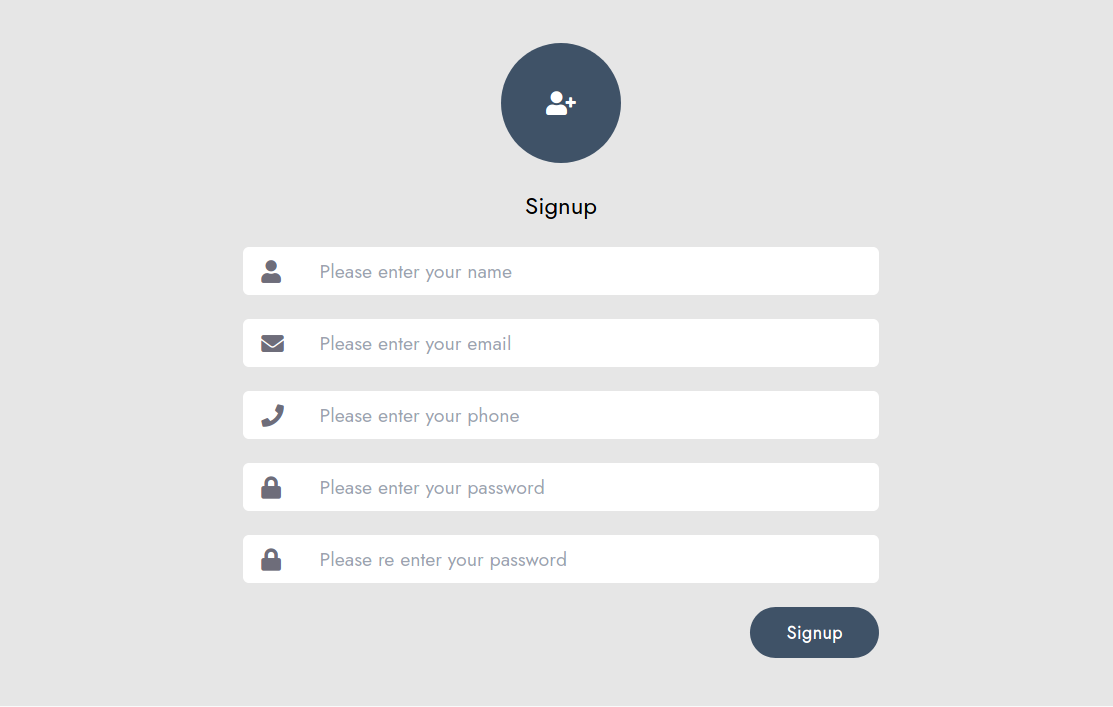 Signup
Please enter your name
Please enter your email
Please enter your phone
Please enter your password
Please re enter your password
Signup